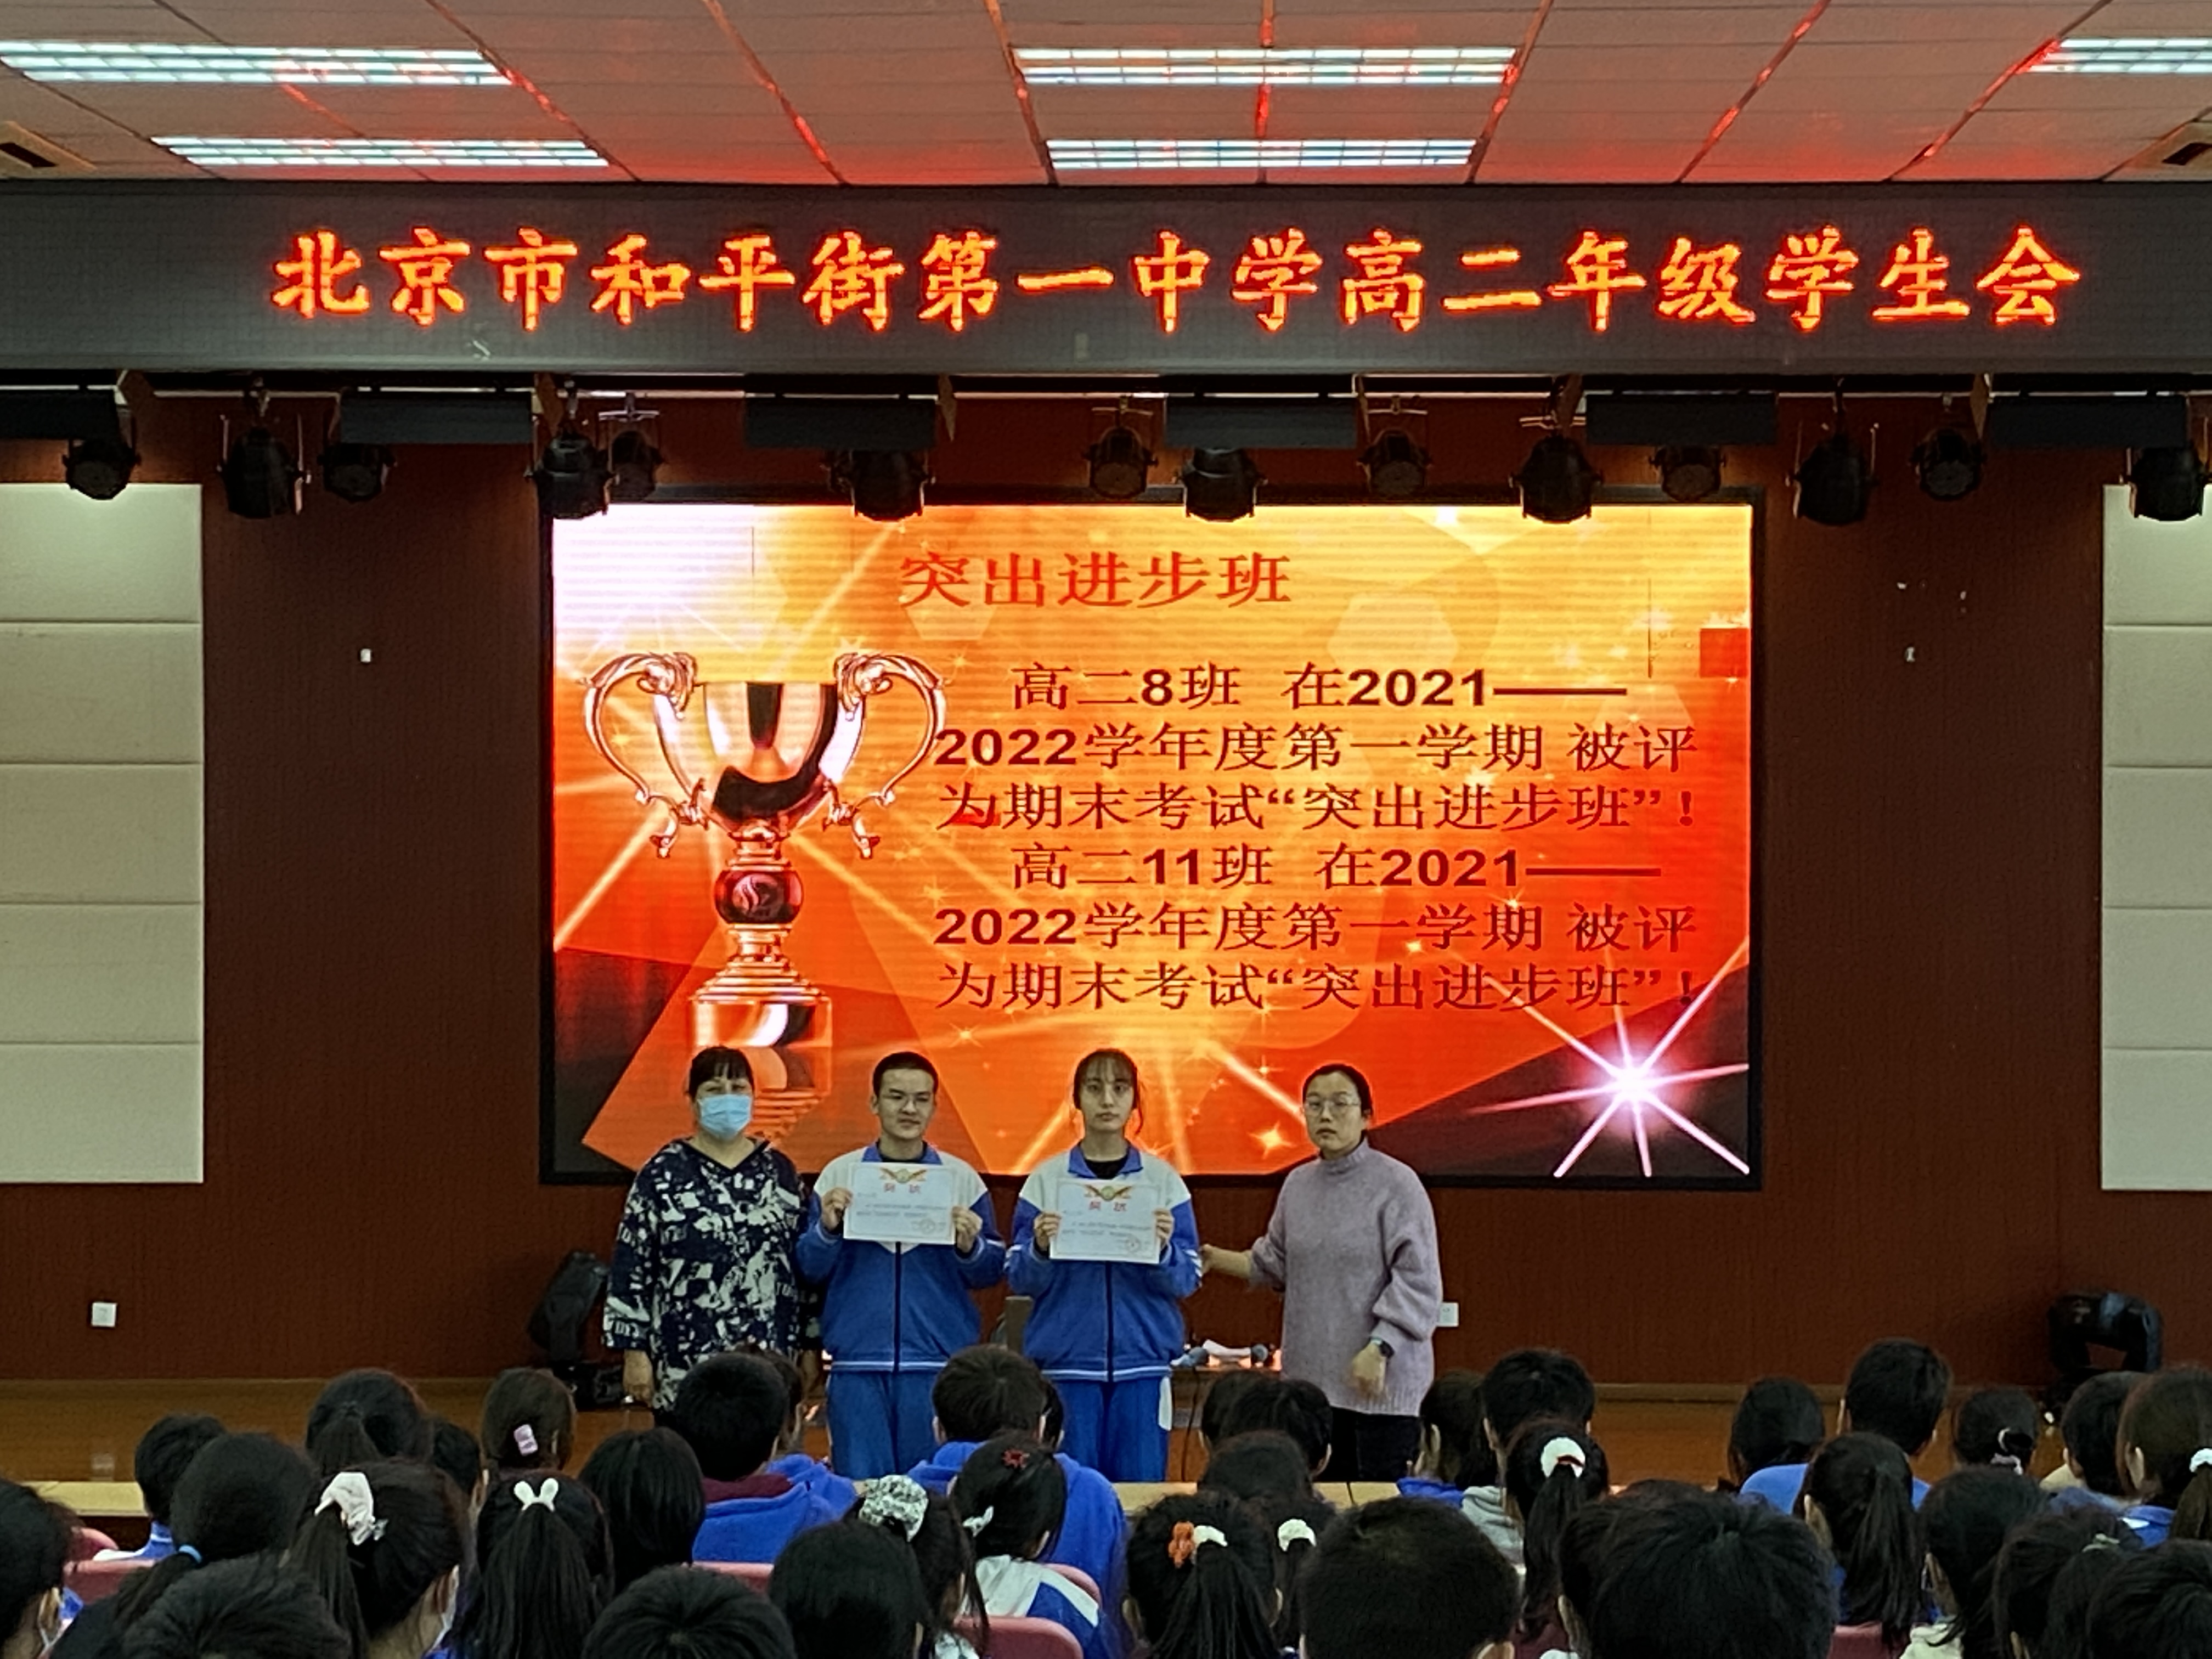 北京市和平街第一中学高二年级学生会
突出进步班
高二8班 在2021——
2022学年度第一学期 被评
为期末考试“突出进步班”！
高二11班 在2021——
2022学年度第一学期 被评
为期末考试“突出进步班”！
奖状
奖状